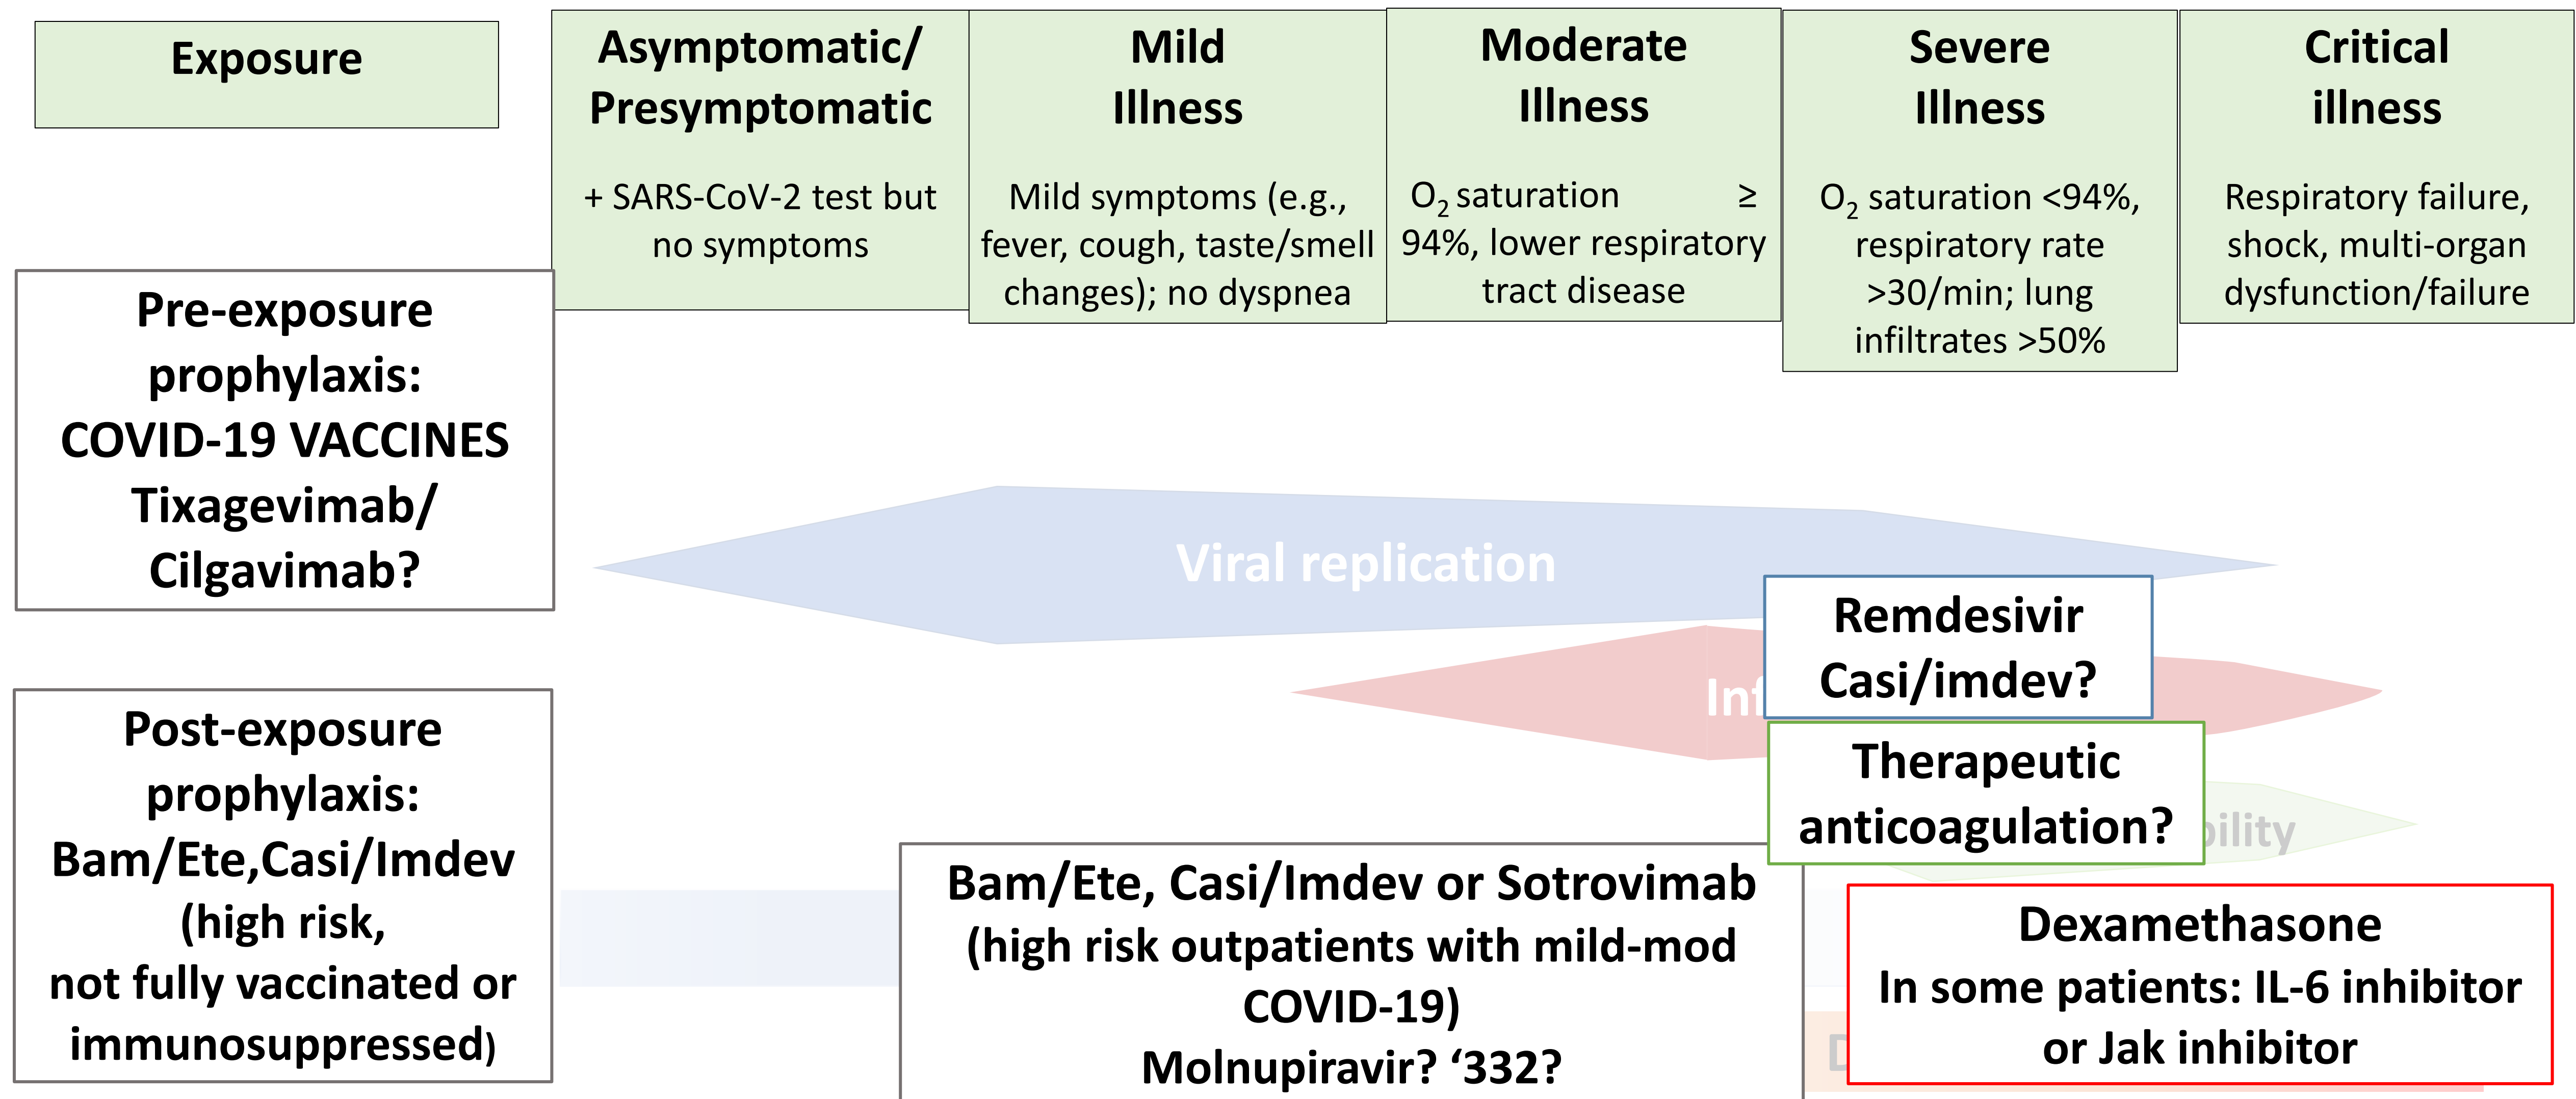 Exposure
Asymptomatic/
Presymptomatic
+ SARS-CoV-2 test but
no symptoms
Mild
Illness
Mild symptoms (e.g.,
fever, cough, taste/smell
changes); no dyspnea
Moderate
Illness
O₂ saturation ≥
94%, lower respiratory
tract disease
Severe
Illness
O₂ saturation <94%,
respiratory rate
>30/min; lung
infiltrates >50%
Critical
illness
Respiratory failure,
shock, multi-organ
dysfunction/failure
Pre-exposure
prophylaxis:
COVID-19 VACCINES
Tixagevimab/
Cilgavimab?
Viral replication
Remdesivir
Casi/imdev?
Therapeutic
anticoagulation?
Post-exposure
prophylaxis:
Bam/Ete,Casi/Imdev
(high risk,
not fully vaccinated or
immunosuppressed)
Bam/Ete, Casi/Imdev or Sotrovimab
(high risk outpatients with mild-mod
COVID-19)
Molnupiravir? ‘332?
Dexamethasone
In some patients: IL-6 inhibitor
or Jak inhibitor